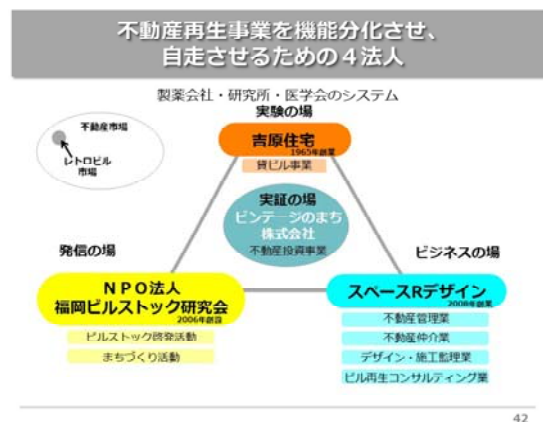 不動産再生事業を機能分化させ、
自走させるための４法人
製薬会社・研究所・医学会のシステム
実験の場
不動産市場
レトロビル
市場
吉原住宅
1965年創業
貸ビル事業
実証の場
ビンテージのまち
株式会社
不動産投資事業
発信の場
ビジネスの場
ＮＰＯ法人
福岡ビルストック研究会
2006年創設
ビルストック啓発活動
まちづくり活動
スペースRデザイン
2008年創業
不動産管理業
不動産仲介業
デザイン・施工監理業
ビル再生コンサルティング業
42